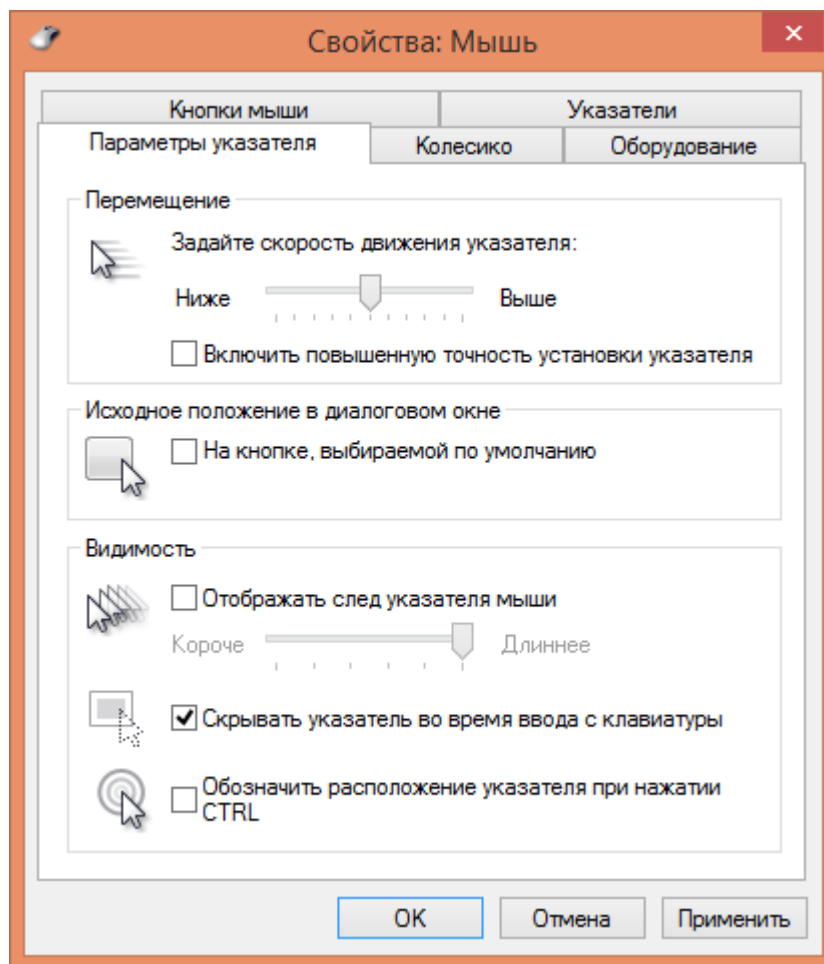 Свойства: Мышь
Кнопки мыши
Указатели
Параметры указателя
Колесико
Оборудование
Перемещение
Задайте скорость движения указателя:
Ниже
Выше
Включить повышенную точность установки указателя
Исходное положение в диалоговом окне
На кнопке, выбираемой по умолчанию
Видимость
Отображать след указателя мыши
Короче
Длиннее
Скрывать указатель во время ввода с клавиатуры
Обозначить расположение указателя при нажатии
CTRL
OK
Отмена
Применить